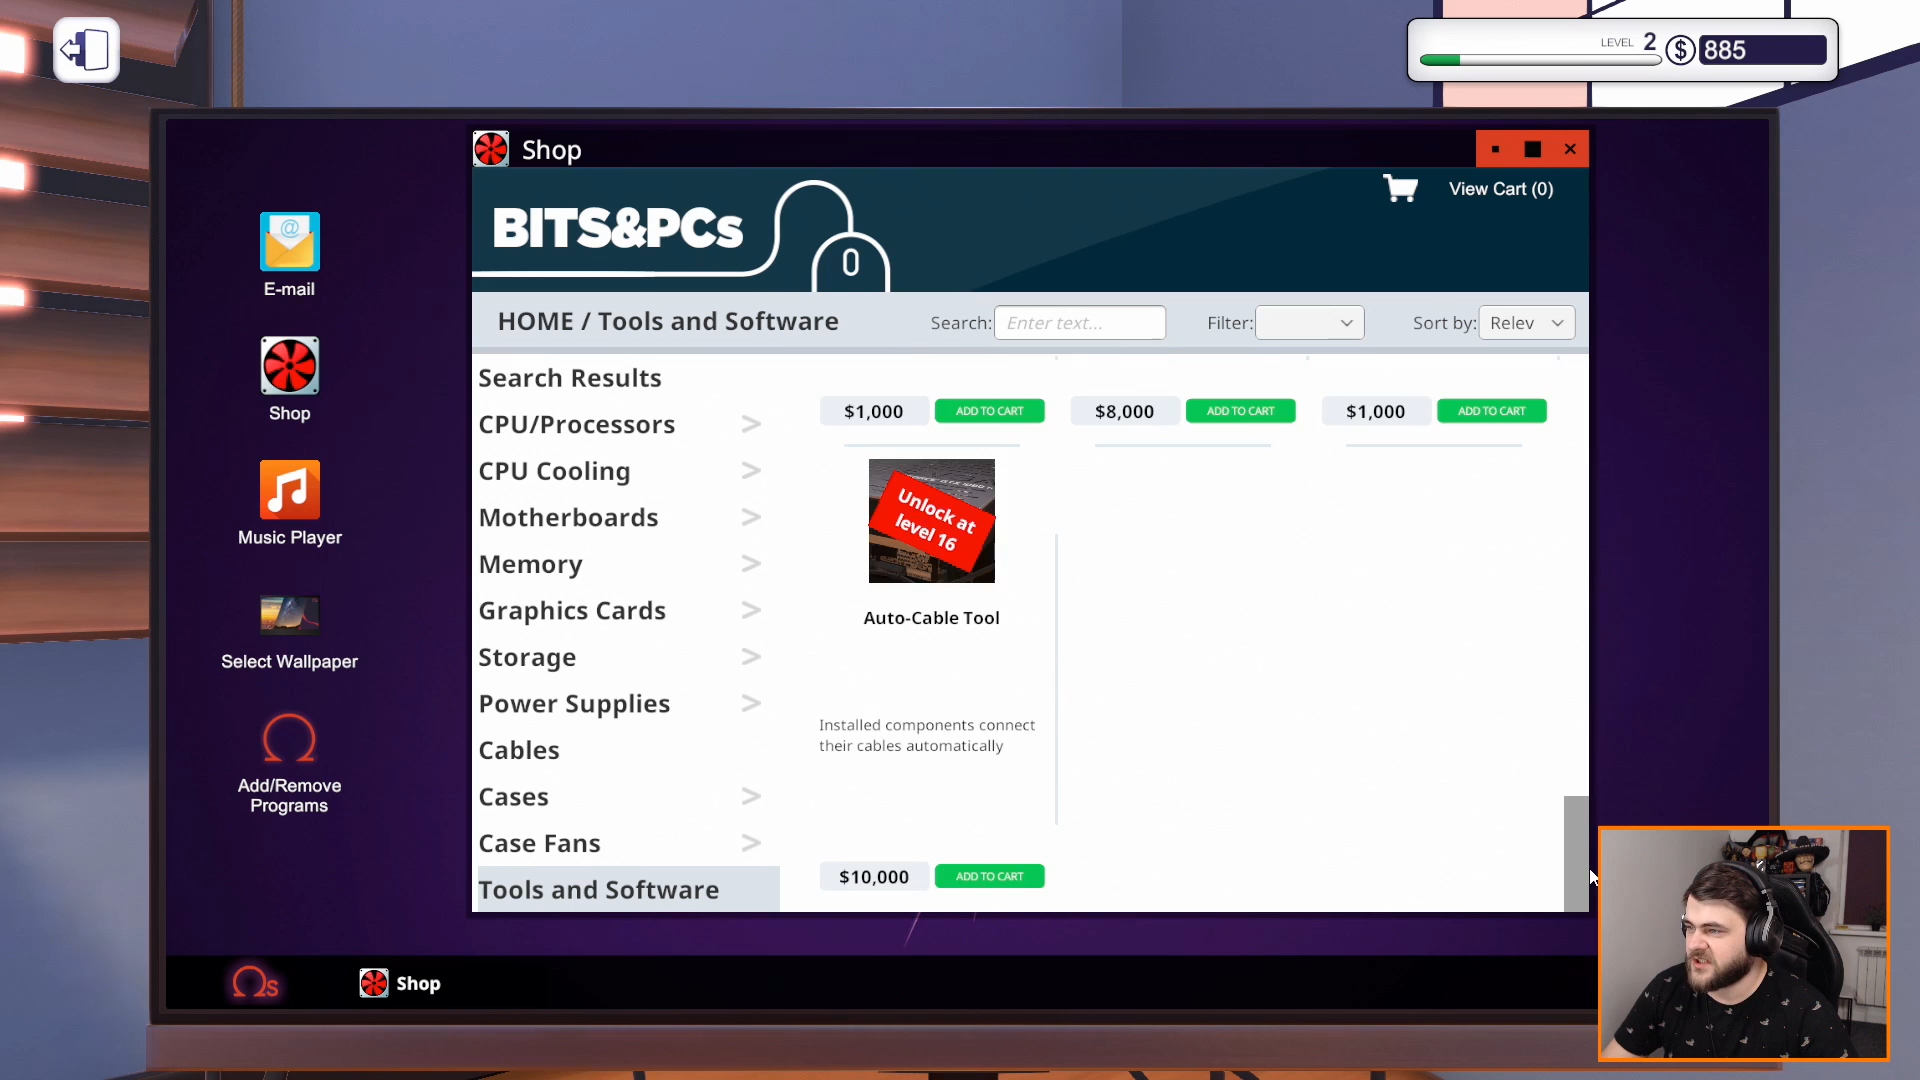 LEVEL 2 $ 885
Shop
View Cart (0)
BITS&PCs
HOME / Tools and Software
Search: Enter text...
Filter:
Sort by: Relev
Search Results
CPU/Processors >
CPU Cooling >
Motherboards >
Memory >
Graphics Cards >
Storage >
Power Supplies >
Cables
Cases >
Case Fans >
Tools and Software
$1,000 ADD TO CART
$8,000 ADD TO CART
$1,000 ADD TO CART
Unlock at
level 16
Auto-Cable Tool
Installed components connect
their cables automatically
$10,000 ADD TO CART
@
E-mail
Shop
Music Player
Select Wallpaper
Add/Remove
Programs
Ωs
Shop